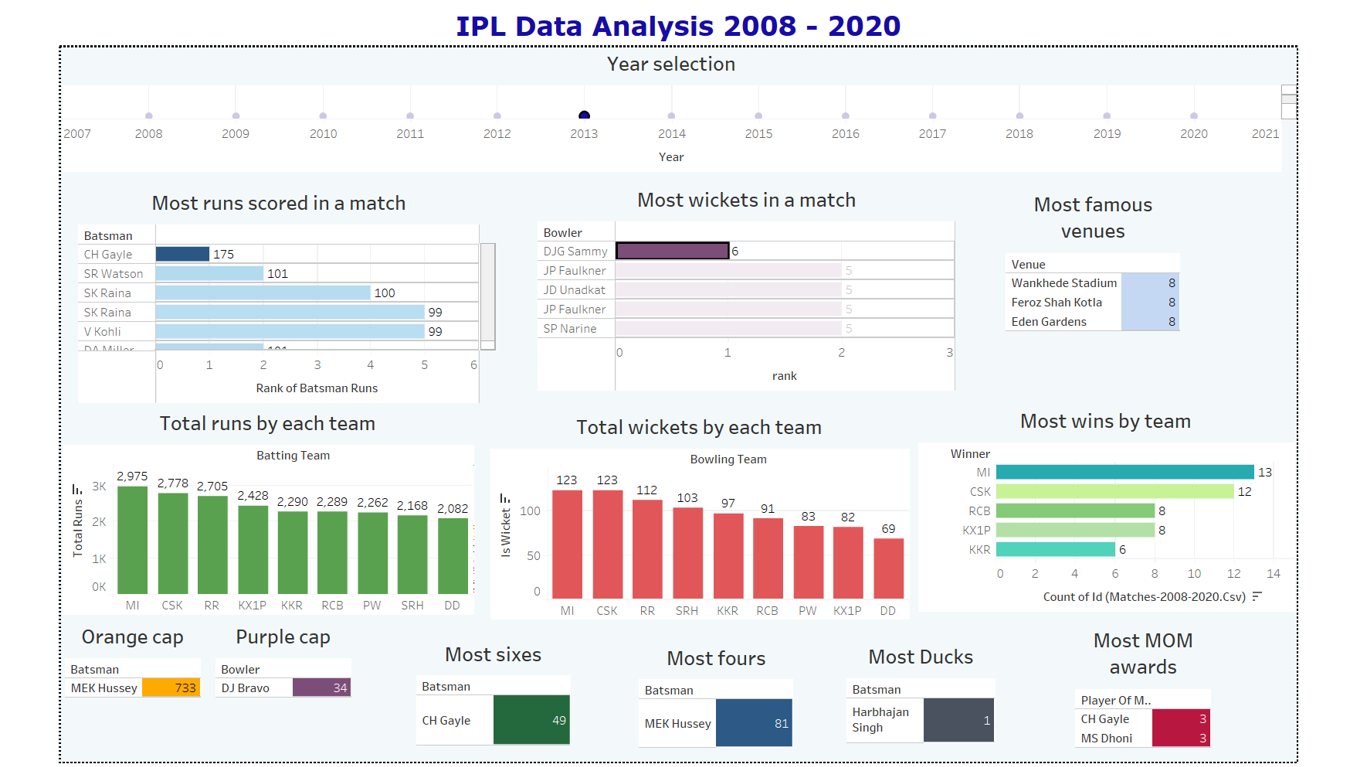 IPL Data Analysis 2008 - 2020
Year selection
2007 2008 2009 2010 2011 2012 2013 2014 2015 2016 2017 2018 2019 2020 2021
Year
Most runs scored in a match
Batsman
CH Gayle 175
SR Watson 101
SK Raina 100
SK Raina 99
V Kohli 99
DA Miller 101
0 1 2 3 4 5 6
Rank of Batsman Runs
Most wickets in a match
Bowler
DJG Sammy 6
JP Faulkner 5
JD Unadkat 5
JP Faulkner 5
SP Narine 5
0 1 2 3
rank
Most famous
venues
Venue
Wankhede Stadium 8
Feroz Shah Kotla 8
Eden Gardens 8
Total runs by each team
Batting Team
Total Runs
3K
2K
1K
0K
2,975 2,778 2,705 2,428 2,290 2,289 2,262 2,168 2,082
MI CSK RR KX1P KKR RCB PW SRH DD
Total wickets by each team
Bowling Team
Is Wicket
100
50
0
123 123 112 103 97 91 83 82 69
MI CSK RR SRH KKR RCB PW KX1P DD
Most wins by team
Winner
MI 13
CSK 12
RCB 8
KX1P 8
KKR 6
0 2 4 6 8 10 12 14
Count of Id (Matches-2008-2020.Csv)
Orange cap
Batsman
MEK Hussey 733
Purple cap
Bowler
DJ Bravo 34
Most sixes
Batsman
CH Gayle 49
Most fours
Batsman
MEK Hussey 81
Most Ducks
Batsman
Harbhajan
Singh 1
Most MOM
awards
Player Of M..
CH Gayle 3
MS Dhoni 3